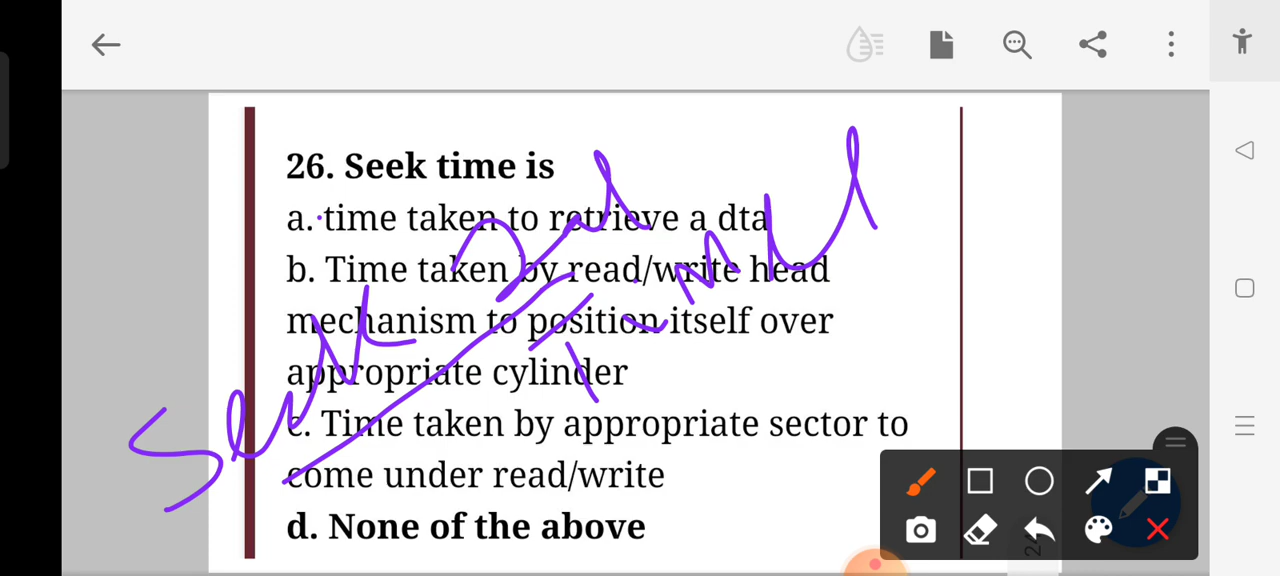 26. Seek time is
a. time taken to retrieve a dta
b. Time taken by read/write head
mechanism to position itself over
appropriate cylinder
c. Time taken by appropriate sector to
come under read/write
d. None of the above